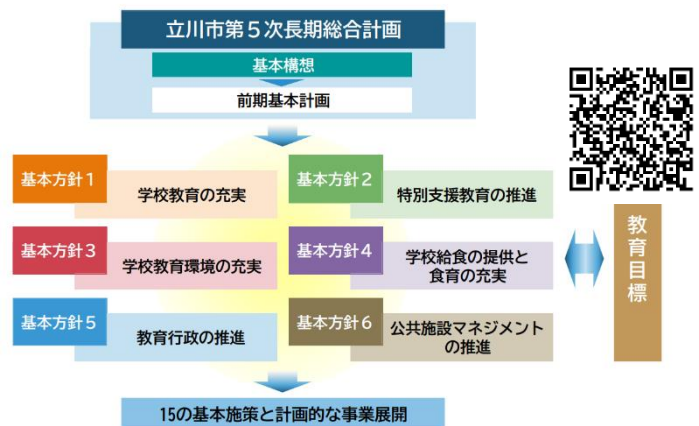 立川市第5次長期総合計画
基本構想
前期基本計画
基本方針1
学校教育の充実
基本方針2
特別支援教育の推進
基本方針3
学校教育環境の充実
基本方針4
学校給食の提供と
食育の充実
基本方針5
教育行政の推進
基本方針6
公共施設マネジメント
の推進
教育目標
15の基本施策と計画的な事業展開